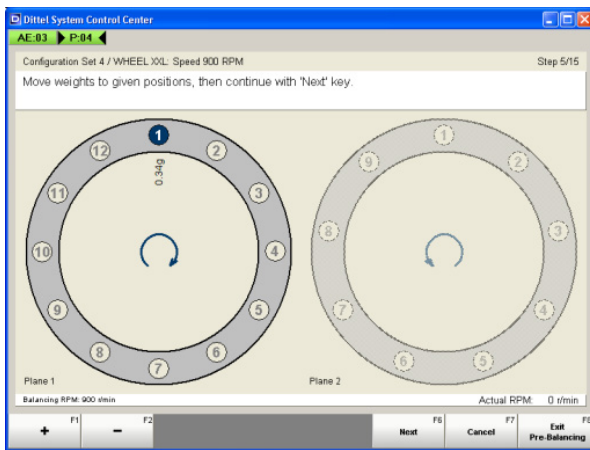 Dittel System Control Center
AE:03 P:04
Configuration Set 4 / WHEEL XXL: Speed 900 RPM Step 5/15
Move weights to given positions, then continue with 'Next' key.
1 2 3 4 5 6 7 8 9 10 11 12
0.34g
1 2 3 4 5 6 7 8 9
Plane 1 Plane 2
Balancing RPM: 900 r/min Actual RPM: 0 r/min
+ F1 - F2 Next F6 Cancel F7 Exit Pre-Balancing F8